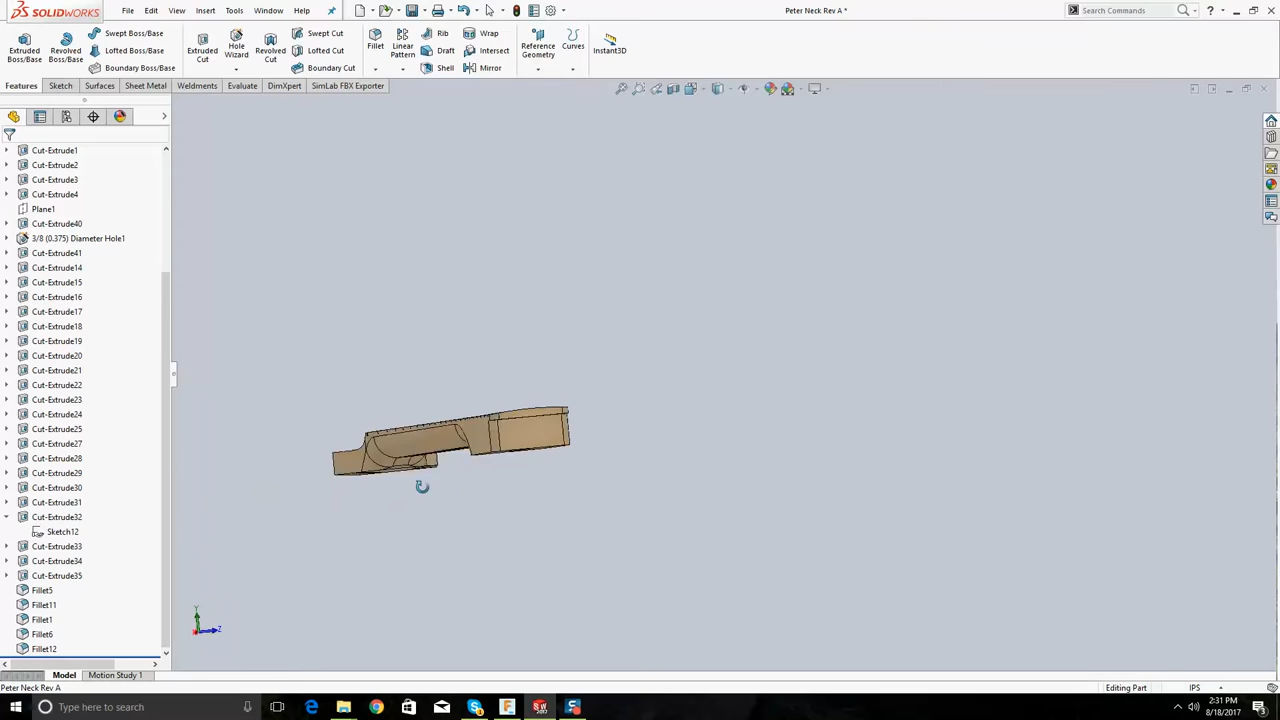 SOLIDWORKS File Edit View Insert Tools Window Help Peter Neck Rev A * Search Commands
Extruded Boss/Base Revolved Boss/Base Swept Boss/Base Lofted Boss/Base Boundary Boss/Base Extruded Cut Hole Wizard Revolved Cut Swept Cut Lofted Cut Boundary Cut Fillet Linear Pattern Rib Draft Shell Wrap Intersect Mirror Reference Geometry Curves Instant3D
Features Sketch Surfaces Sheet Metal Weldments Evaluate DimXpert SimLab FBX Exporter
Cut-Extrude1
Cut-Extrude2
Cut-Extrude3
Cut-Extrude4
Plane1
Cut-Extrude40
3/8 (0.375) Diameter Hole1
Cut-Extrude41
Cut-Extrude14
Cut-Extrude15
Cut-Extrude16
Cut-Extrude17
Cut-Extrude18
Cut-Extrude19
Cut-Extrude20
Cut-Extrude21
Cut-Extrude22
Cut-Extrude23
Cut-Extrude24
Cut-Extrude25
Cut-Extrude27
Cut-Extrude28
Cut-Extrude29
Cut-Extrude30
Cut-Extrude31
Cut-Extrude32
Sketch12
Cut-Extrude33
Cut-Extrude34
Cut-Extrude35
Fillet5
Fillet11
Fillet1
Fillet6
Fillet12
Y
Z
Model Motion Study 1
Peter Neck Rev A Editing Part IPS
Type here to search 2:31 PM
8/18/2017